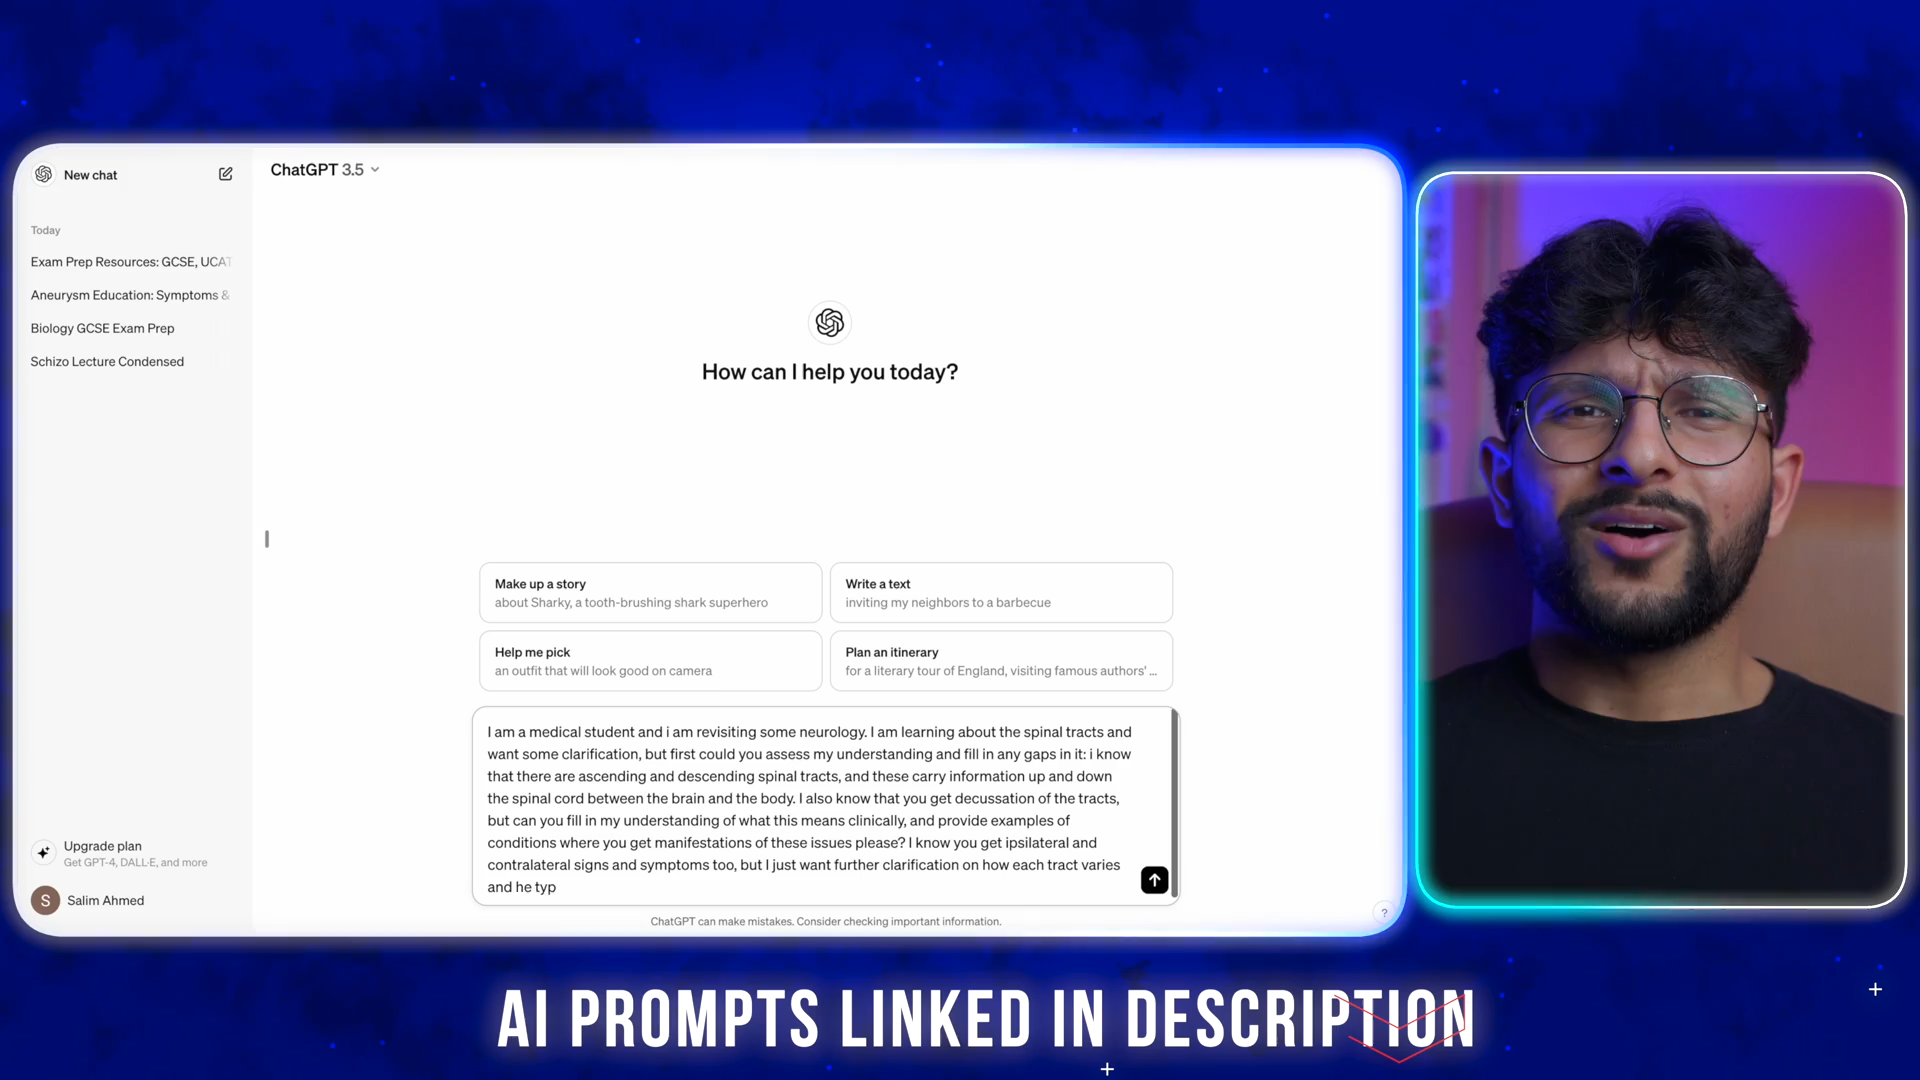 New chat
ChatGPT 3.5
Today
Exam Prep Resources: GCSE, UCAT
Aneurysm Education: Symptoms &
Biology GCSE Exam Prep
Schizo Lecture Condensed
How can I help you today?
Make up a story
about Sharky, a tooth-brushing shark superhero
Write a text
inviting my neighbors to a barbecue
Help me pick
an outfit that will look good on camera
Plan an itinerary
for a literary tour of England, visiting famous authors' ...
I am a medical student and i am revisiting some neurology. I am learning about the spinal tracts and
want some clarification, but first could you assess my understanding and fill in any gaps in it: i know
that there are ascending and descending spinal tracts, and these carry information up and down
the spinal cord between the brain and the body. I also know that you get decussation of the tracts,
but can you fill in my understanding of what this means clinically, and provide examples of
conditions where you get manifestations of these issues please? I know you get ipsilateral and
contralateral signs and symptoms too, but I just want further clarification on how each tract varies
and he typ
Upgrade plan
Get GPT-4, DALL·E, and more
S
Salim Ahmed
ChatGPT can make mistakes. Consider checking important information.
?
AI PROMPTS LINKED IN DESCRIPTION